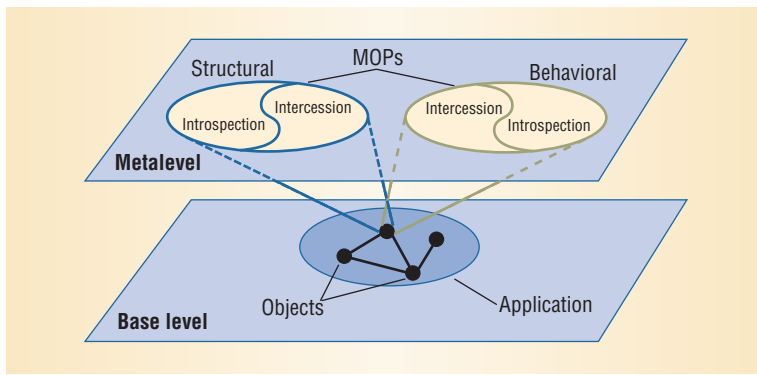 MOPs
Structural
Behavioral
Intercession
Introspection
Intercession
Introspection
Metalevel
Objects
Application
Base level